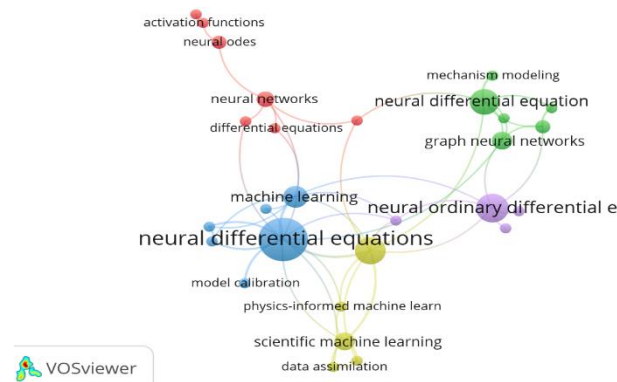 activation functions
neural odes
mechanism modeling
neural networks
neural differential equation
differential equations
graph neural networks
machine learning
neural ordinary differential e
neural differential equations
model calibration
physics-informed machine learn
scientific machine learning
data assimilation
VOSviewer